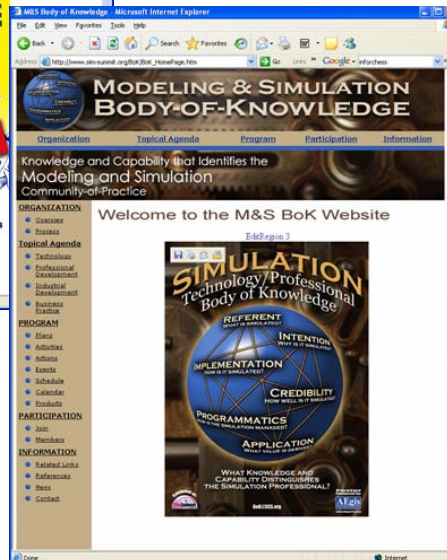 M&S Body-of-Knowledge - Microsoft Internet Explorer
File Edit View Favorites Tools Help
Back Search Favorites
Address http://www.sim-summit.org/BoK/BoK_HomePage.htm Go Links Google
MODELING & SIMULATION
BODY-OF-KNOWLEDGE
Organization Topical Agenda Program Participation Information
Knowledge and Capability that Identifies the
Modeling and Simulation
Community-of-Practice
ORGANIZATION
Overview
Process
Topical Agenda
Technology
Professional
Development
Industrial
Development
Business
Practice
PROGRAM
Plans
Activities
Actions
Events
Schedule
Calendar
Products
PARTICIPATION
Join
Members
INFORMATION
Related Links
References
News
Contact
Welcome to the M&S BoK Website
EditRegion 3
SIMULATION
Technology/Professional
Body of Knowledge
REFERENT
WHAT IS SIMULATED?
INTENTION
WHY IS IT SIMULATED?
IMPLEMENTATION
HOW IS IT SIMULATED?
CREDIBILITY
HOW WELL IS IT SIMULATED?
PROGRAMMATICS
HOW IS THE SIMULATION MANAGED?
APPLICATION
WHAT VALUE IS DERIVED?
WHAT KNOWLEDGE AND
CAPABILITY DISTINGUISHES
THE SIMULATION PROFESSIONAL?
AEgis
Done Internet